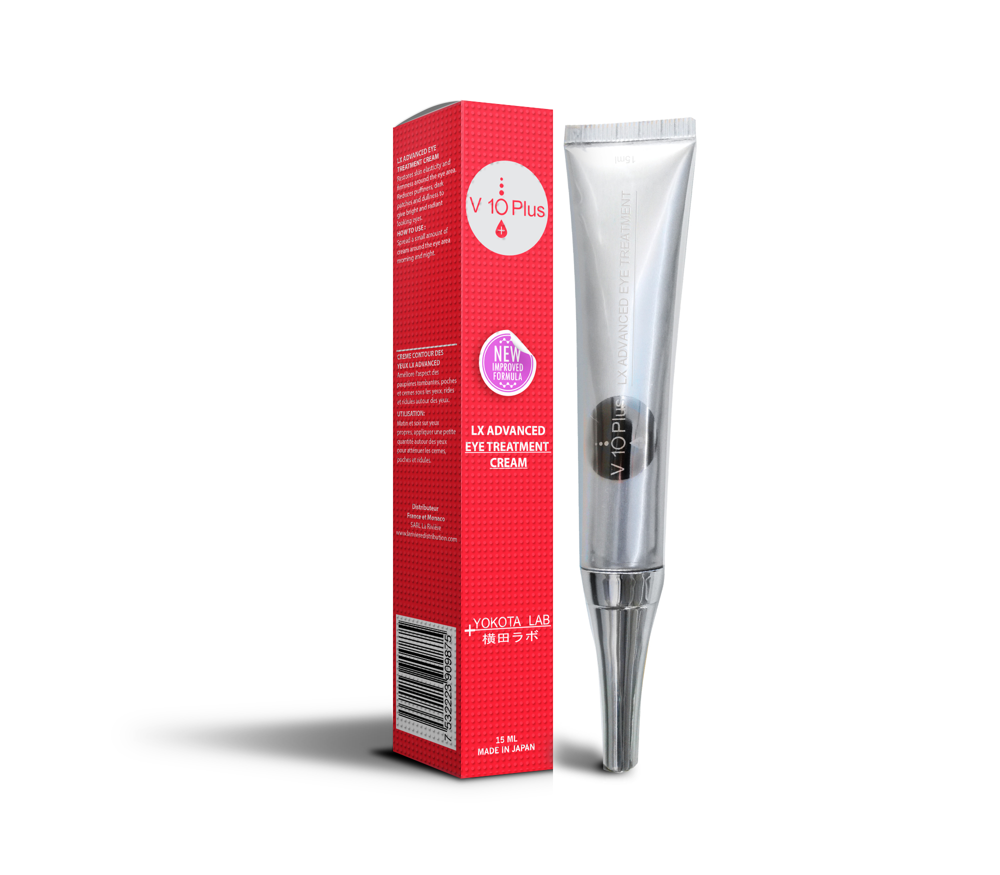 LX ADVANCED EYE
TREATMENT CREAM
Restores skin elasticity and
firmness around the eye area.
Reduces puffiness, dark
patches and dullness to
give bright and radiant
looking eyes.
HOW TO USE :
Spread a small amount of
cream around the eye area
morning and night.
CREME CONTOUR DES
YEUX LX ADVANCED
Améliore l'aspect des
paupières tombantes, poches
et cernes sous les yeux, rides
et ridules autour des yeux.
UTILISATION:
Matin et soir sur yeux
propres, appliquer une petite
quantité autour des yeux
pour atténuer les cernes,
poches et ridules.
Distributeur
France et Monaco
SARL La Rivière
www.larivieredistribution.com
7 532223 909875
V 10 Plus
NEW
IMPROVED
FORMULA
LX ADVANCED
EYE TREATMENT
CREAM
YOKOTA LAB
横田ラボ
15 ML
MADE IN JAPAN
15ml
LX ADVANCED EYE TREATMENT
V 10 Plus